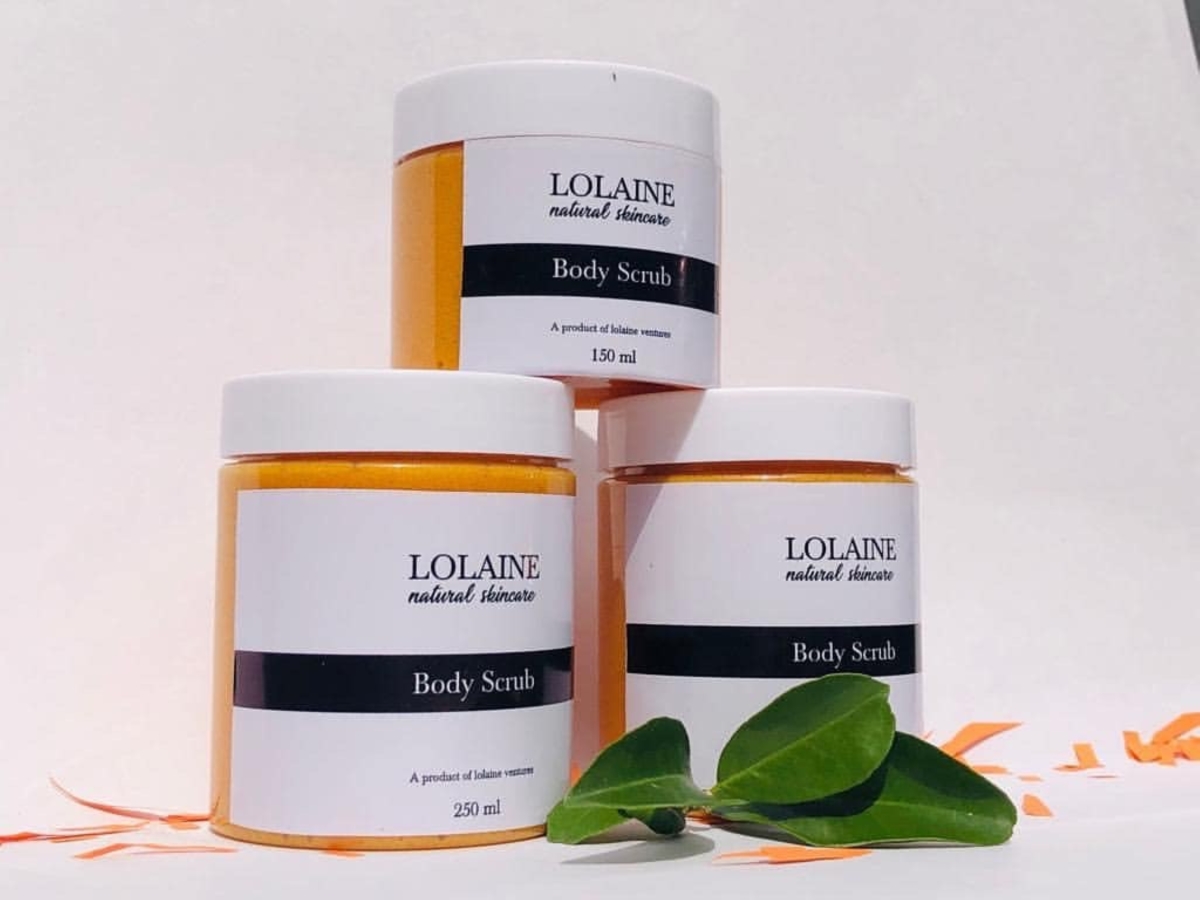 LOLAINE
natural skincare
Body Scrub
A product of lolaine ventures
150 ml
LOLAINE
natural skincare
Body Scrub
A product of lolaine ventures
250 ml
LOLAINE
natural skincare
Body Scrub